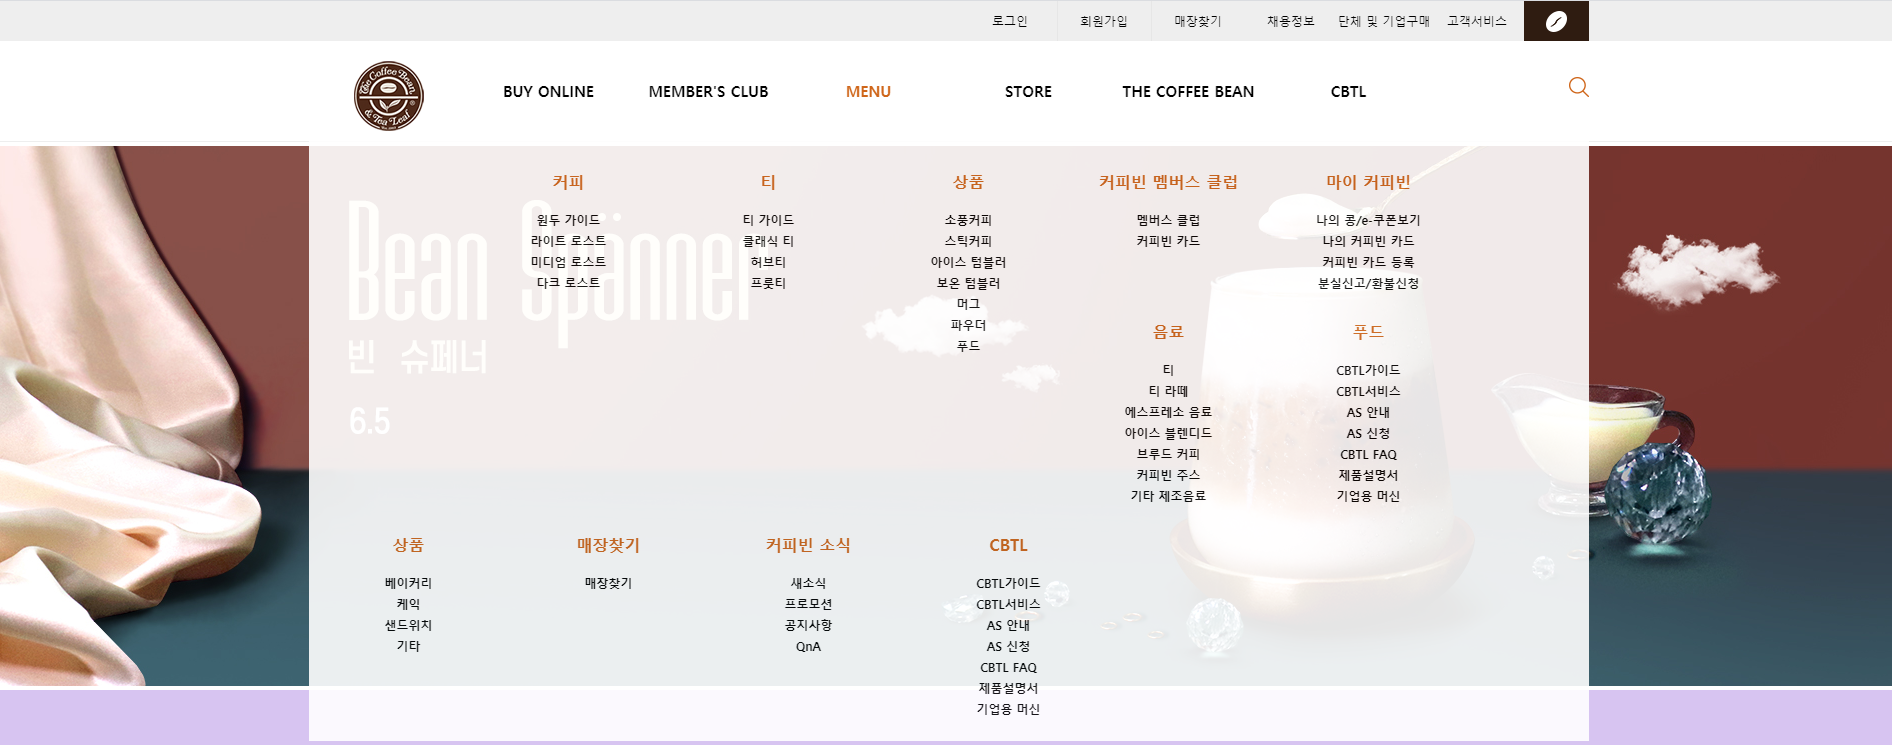 로그인 회원가입 매장찾기 채용정보 단체 및 기업구매 고객서비스
The Coffee Bean & Tea Leaf
BUY ONLINE MEMBER'S CLUB MENU STORE THE COFFEE BEAN CBTL
Bean Spänner
빈 슈페너
6.5
커피
원두 가이드
라이트 로스트
미디엄 로스트
다크 로스트
티
티 가이드
클래식 티
허브티
프룻티
상품
소풍커피
스틱커피
아이스 텀블러
보온 텀블러
머그
파우더
푸드
커피빈 멤버스 클럽
멤버스 클럽
커피빈 카드
마이 커피빈
나의 콩/e-쿠폰보기
나의 커피빈 카드
커피빈 카드 등록
분실신고/환불신청
음료
티
티 라떼
에스프레소 음료
아이스 블렌디드
브루드 커피
커피빈 주스
기타 제조음료
푸드
CBTL가이드
CBTL서비스
AS 안내
AS 신청
CBTL FAQ
제품설명서
기업용 머신
상품
베이커리
케익
샌드위치
기타
매장찾기
매장찾기
커피빈 소식
새소식
프로모션
공지사항
QnA
CBTL
CBTL가이드
CBTL서비스
AS 안내
AS 신청
CBTL FAQ
제품설명서
기업용 머신